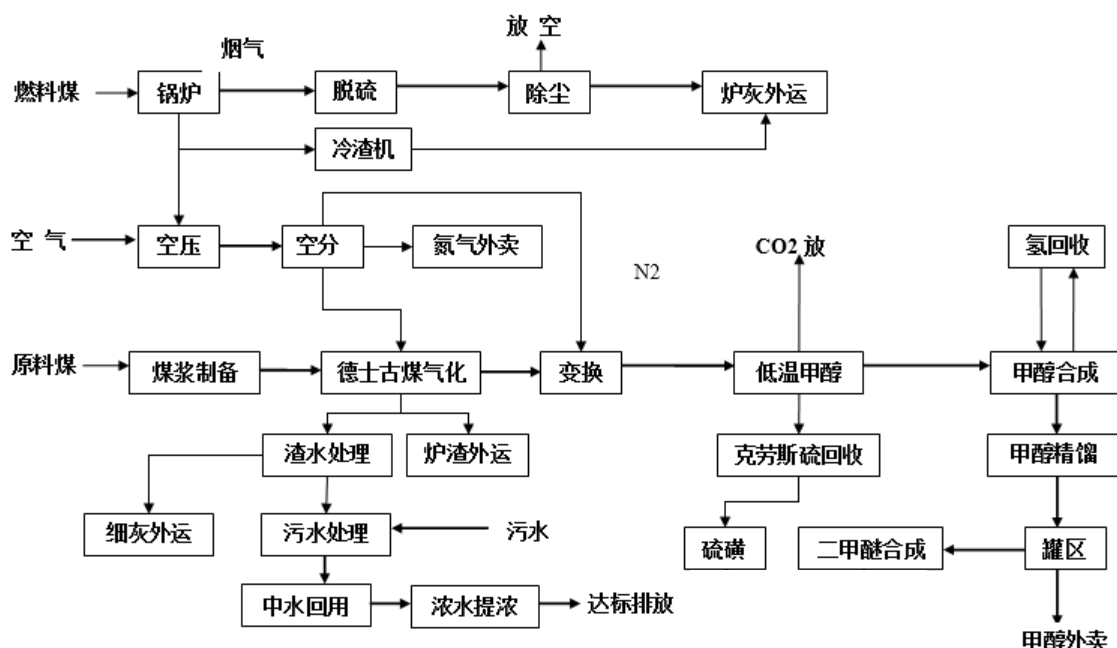 放 空
烟气
燃料煤
锅炉
脱硫
除尘
炉灰外运
冷渣机
空 气
空压
空分
氮气外卖
N2
CO2 放
氢回收
原料煤
煤浆制备
德士古煤气化
变换
低温甲醇
甲醇合成
渣水处理
炉渣外运
克劳斯硫回收
甲醇精馏
细灰外运
污水处理
污水
硫磺
二甲醚合成
罐区
中水回用
浓水提浓
达标排放
甲醇外卖